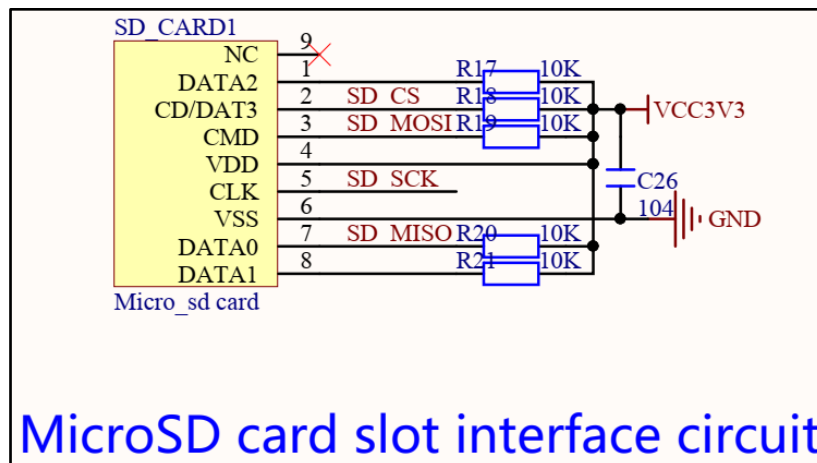 SD_CARD1
NC 9
DATA2 1 R17 10K
CD/DAT3 2 SD_CS R18 10K VCC3V3
CMD 3 SD_MOSI R19 10K
VDD 4
CLK 5 SD_SCK C26
VSS 6 104 GND
DATA0 7 SD_MISO R20 10K
DATA1 8 R21 10K
Micro_sd card
MicroSD card slot interface circuit